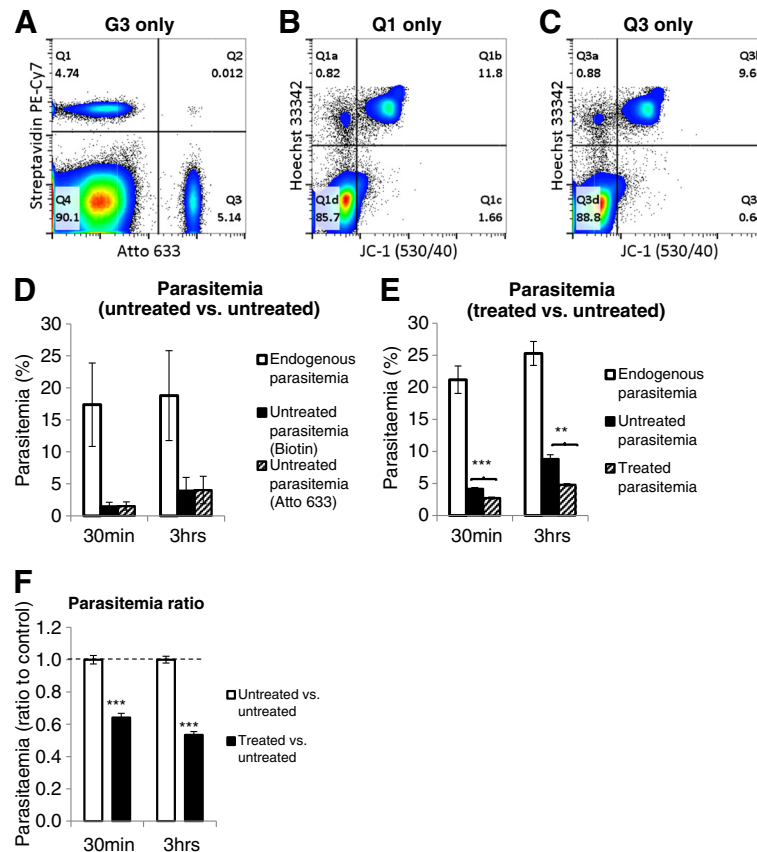 A
G3 only
Streptavidin PE-Cy7
Q1
4.74
Q2
0.012
Q4
90.1
Q3
5.14
Atto 633
B
Q1 only
Hoechst 33342
Q1a
0.82
Q1b
11.8
Q1d
85.7
Q1c
1.66
JC-1 (530/40)
C
Q3 only
Hoechst 33342
Q3a
0.88
9.6
Q3d
88.8
Q3
0.6
JC-1 (530/40)
D
Parasitemia
(untreated vs. untreated)
Parasitemia (%)
30
25
20
15
10
5
0
30min
3hrs
Endogenous
parasitemia
Untreated
parasitemia
(Biotin)
Untreated
parasitemia
(Atto 633)
E
Parasitemia
(treated vs. untreated)
Parasitaemia (%)
30
25
20
15
10
5
0
***
**
30min
3hrs
Endogenous
parasitemia
Untreated
parasitemia
Treated
parasitemia
F
Parasitemia ratio
Parasitaemia (ratio to control)
1.2
1.0
0.8
0.6
0.4
0.2
0.0
***
***
30min
3hrs
Untreated vs.
untreated
Treated vs.
untreated